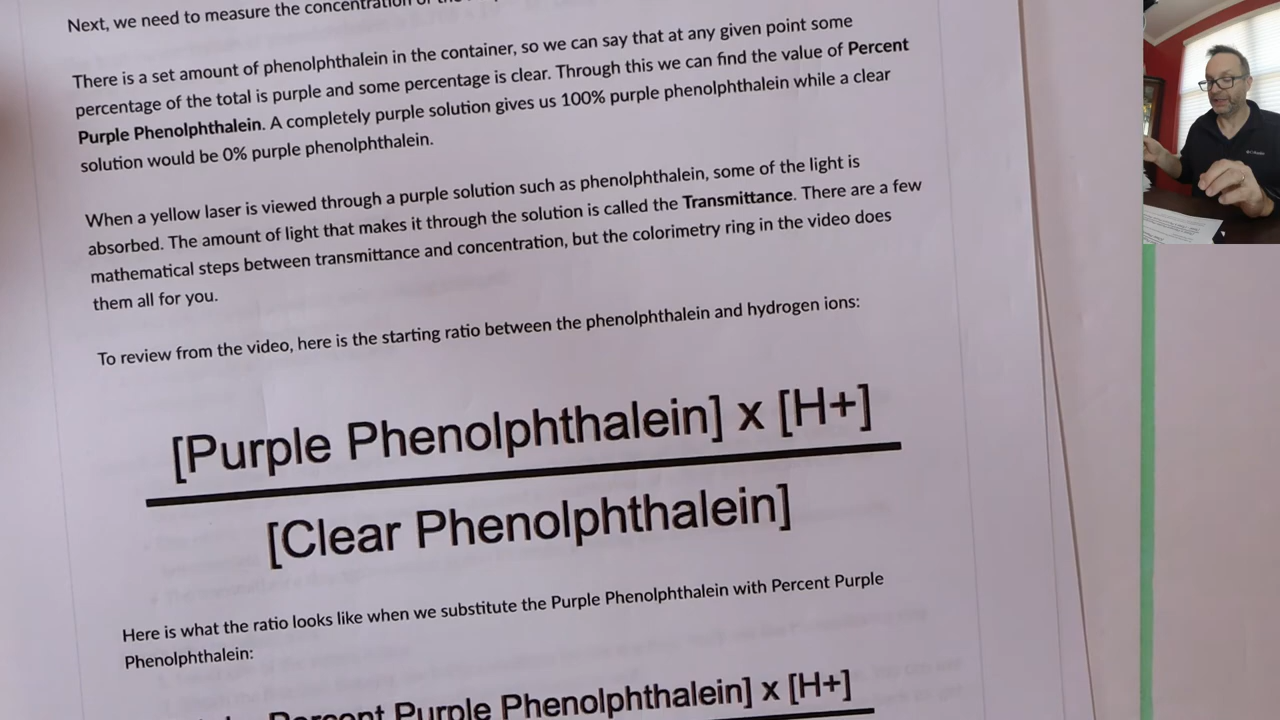 Next, we need to measure the concentration of the
There is a set amount of phenolphthalein in the container, so we can say that at any given point some
percentage of the total is purple and some percentage is clear. Through this we can find the value of Percent
Purple Phenolphthalein. A completely purple solution gives us 100% purple phenolphthalein while a clear
solution would be 0% purple phenolphthalein.
When a yellow laser is viewed through a purple solution such as phenolphthalein, some of the light is
absorbed. The amount of light that makes it through the solution is called the Transmittance. There are a few
mathematical steps between transmittance and concentration, but the colorimetry ring in the video does
them all for you.
To review from the video, here is the starting ratio between the phenolphthalein and hydrogen ions:
[Purple Phenolphthalein] x [H+]
[Clear Phenolphthalein]
Here is what the ratio looks like when we substitute the Purple Phenolphthalein with Percent Purple
Phenolphthalein:
Percent Purple Phenolphthalein] x [H+]